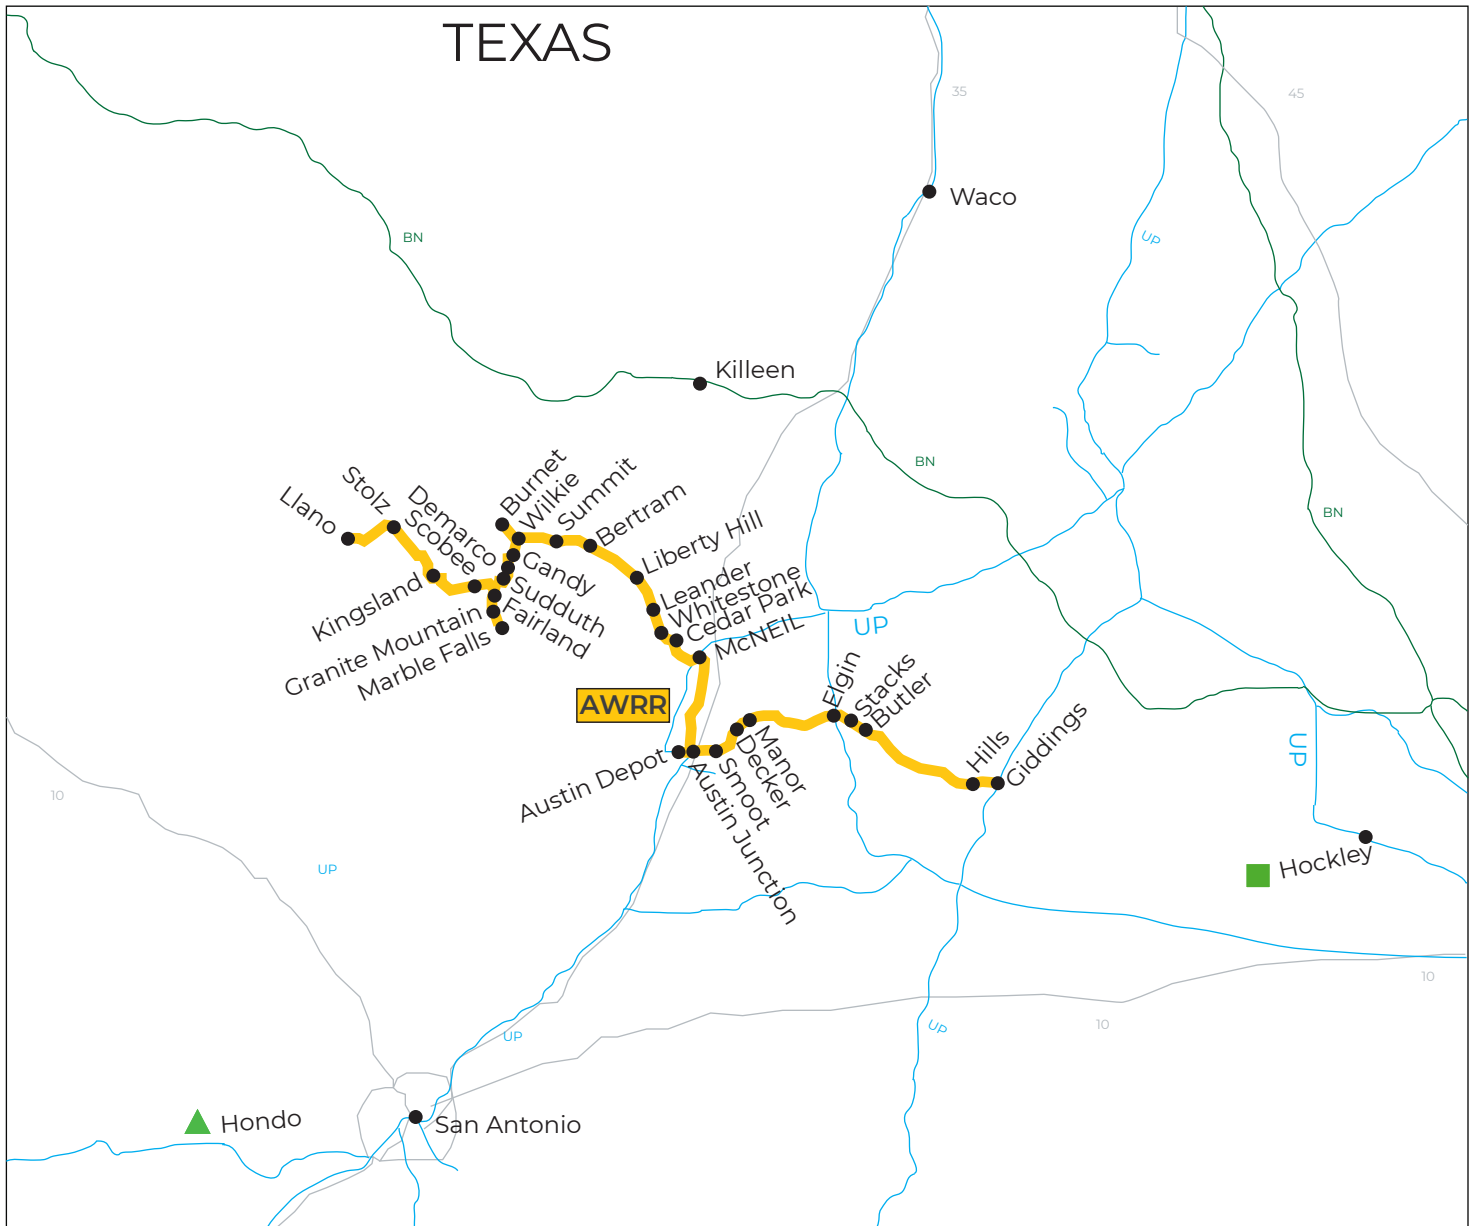 TEXAS
35
45
Waco
BN
UP
Killeen
BN
BN
Burnet
Wilkie
Summit
Bertram
Stolz
Llano
Demarco
Scobee
Liberty Hill
Candy
Leander
Whitestone
Cedar Park
Sudduth
Kingsland
Fairland
Granite Mountain
Marble Falls
McNEIL
UP
Elgin
Stacks
Butler
AWRR
Hills
Giddings
Manor
Decker
Smoot
Austin Depot
Austin Junction
UP
10
UP
Hockley
10
10
UP
UP
Hondo
San Antonio